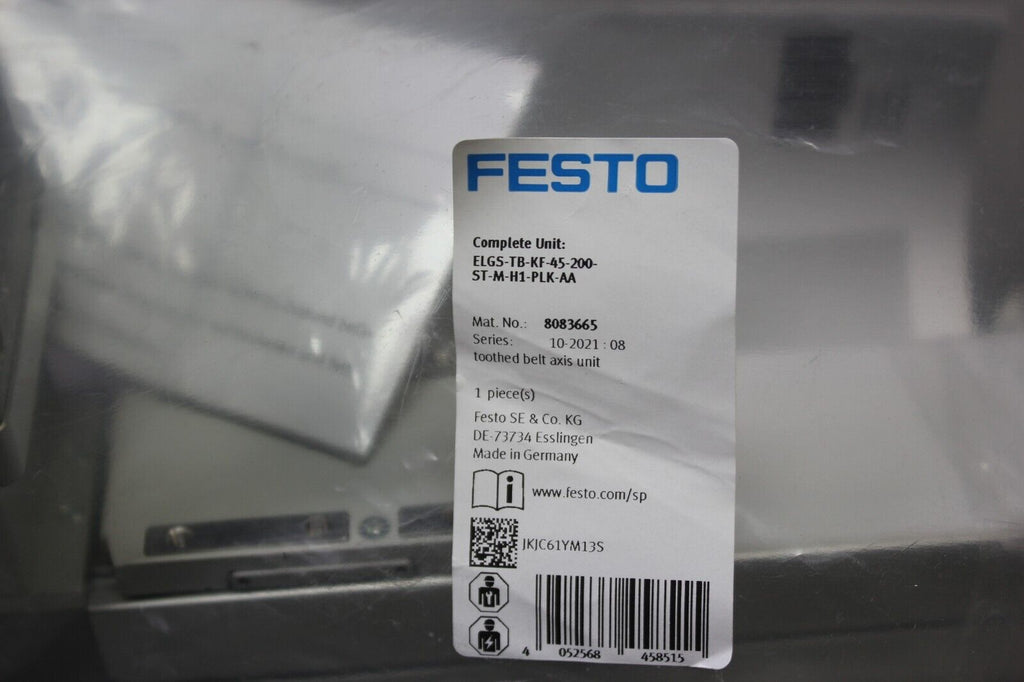 FESTO
Complete Unit:
ELGS-TB-KF-45-200-
ST-M-H1-PLK-AA
Mat. No.: 8083665
Series: 10-2021 : 08
toothed belt axis unit
1 piece(s)
Festo SE & Co. KG
DE-73734 Esslingen
Made in Germany
i www.festo.com/sp
JKJC61YM13S
4 052568 458515